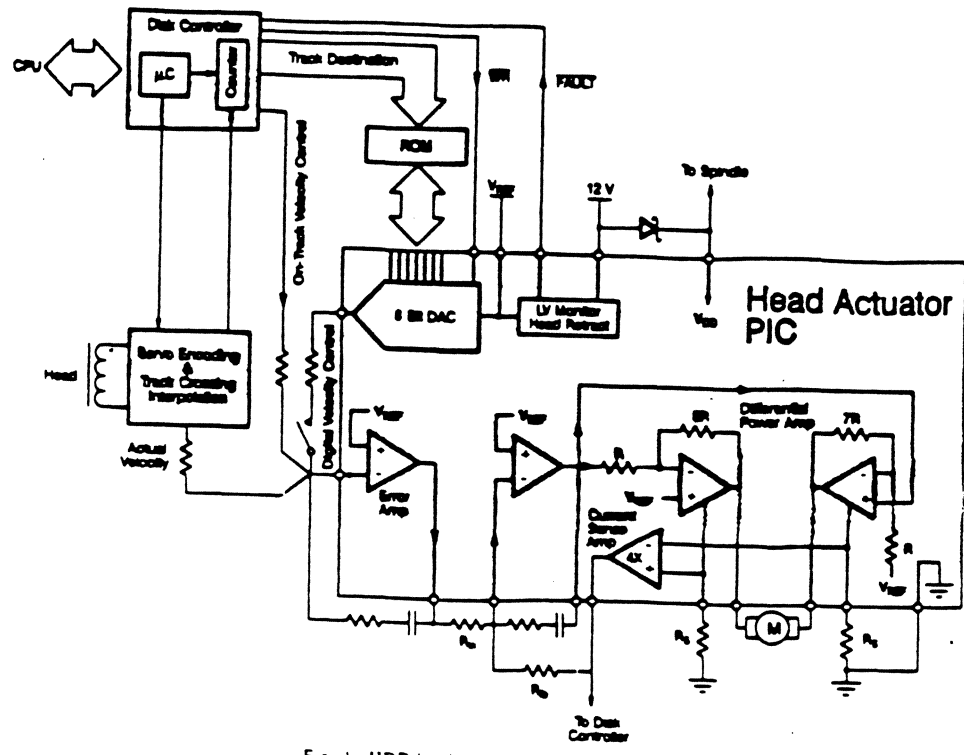 Disk Controller
CPU
μC
Counter
Track Destination
FAULT
ROM
On-Track Velocity Control
12 V
To Spindle
8 Bit DAC
LV Monitor
Head Retract
V
Head Actuator
PIC
Head
Servo Encoding
&
Track Crossing
Interpolation
Actual
Velocity
Digital Velocity Control
VREF
+
-
Error
Amp
VREF
+
-
R
8R
Differential
Power Amp
7R
VREF
-
+
-
R
VREF
Current
Sense
Amp
4X
-
+
R
R
RS
M
RS
To Disk
Controller